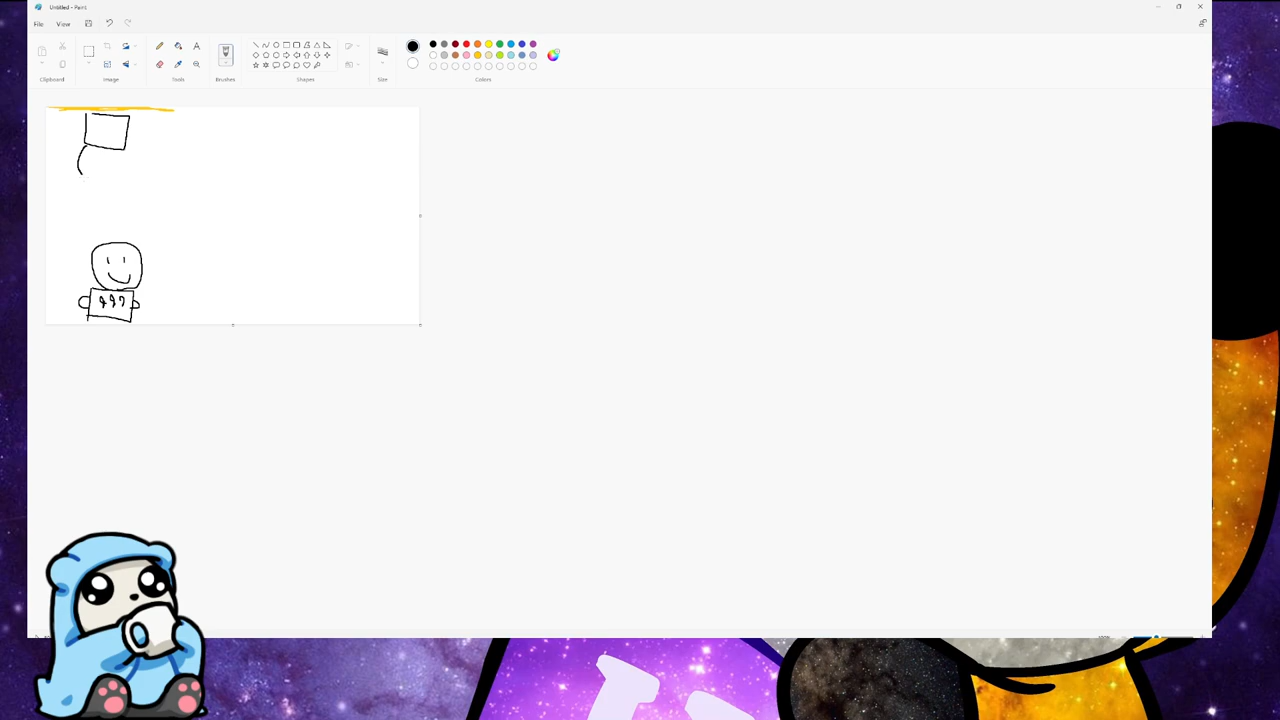 Untitled - Paint
File View
Clipboard Image Tools Brushes Shapes Size Colors